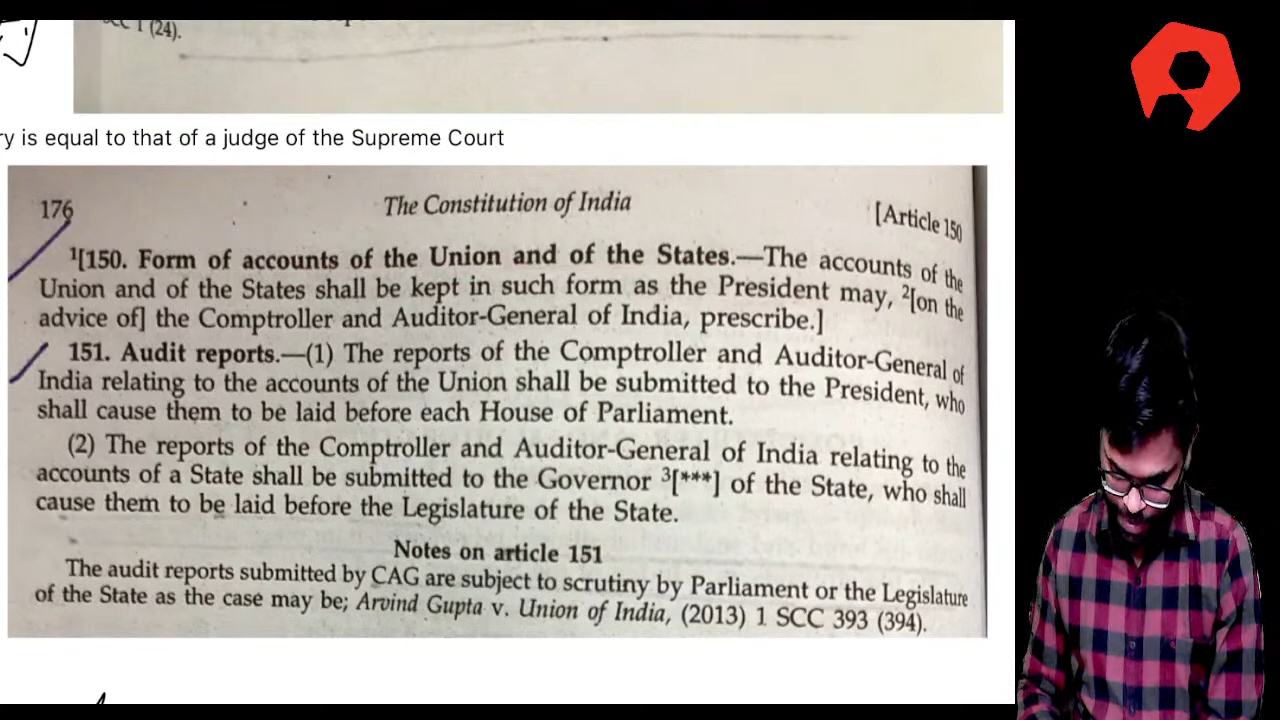 1 (24).
is equal to that of a judge of the Supreme Court
176 The Constitution of India [Article 150
¹[150. Form of accounts of the Union and of the States.—The accounts of the
Union and of the States shall be kept in such form as the President may, ²[on the
advice of] the Comptroller and Auditor-General of India, prescribe.]
151. Audit reports.—(1) The reports of the Comptroller and Auditor-General of
India relating to the accounts of the Union shall be submitted to the President, who
shall cause them to be laid before each House of Parliament.
(2) The reports of the Comptroller and Auditor-General of India relating to the
accounts of a State shall be submitted to the Governor ³[***] of the State, who shall
cause them to be laid before the Legislature of the State.
Notes on article 151
The audit reports submitted by CAG are subject to scrutiny by Parliament or the Legislature
of the State as the case may be; Arvind Gupta v. Union of India, (2013) 1 SCC 393 (394).